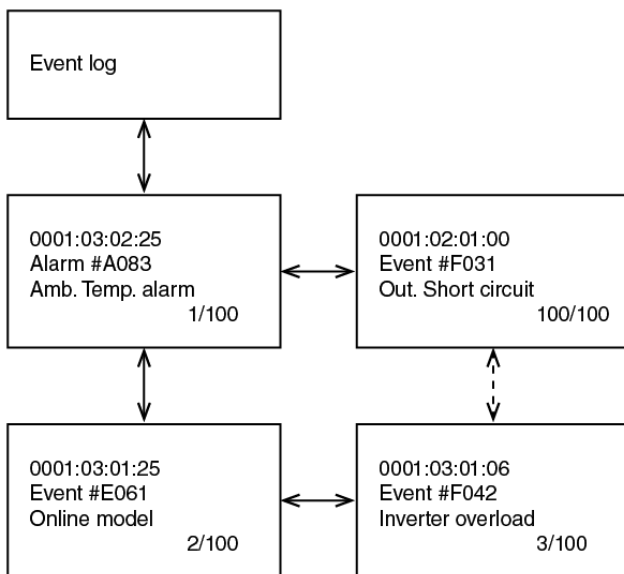 Event log
0001:03:02:25
Alarm #A083
Amb. Temp. alarm
1/100
0001:02:01:00
Event #F031
Out. Short circuit
100/100
0001:03:01:25
Event #E061
Online model
2/100
0001:03:01:06
Event #F042
Inverter overload
3/100